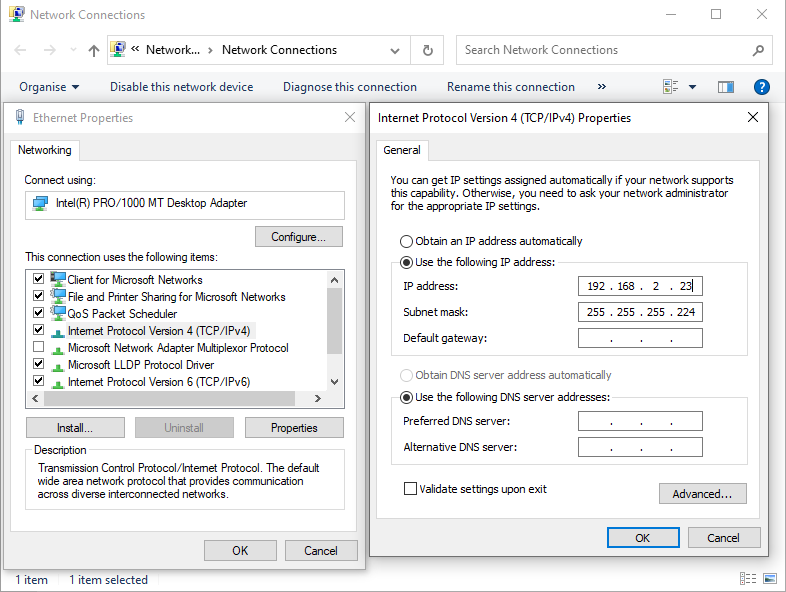 Network Connections
« Network... > Network Connections
Search Network Connections
Organise Disable this network device Diagnose this connection Rename this connection »
Ethernet Properties
Networking
Connect using:
Intel(R) PRO/1000 MT Desktop Adapter
Configure...
This connection uses the following items:
Client for Microsoft Networks
File and Printer Sharing for Microsoft Networks
QoS Packet Scheduler
Internet Protocol Version 4 (TCP/IPv4)
Microsoft Network Adapter Multiplexor Protocol
Microsoft LLDP Protocol Driver
Internet Protocol Version 6 (TCP/IPv6)
Install... Uninstall Properties
Description
Transmission Control Protocol/Internet Protocol. The default
wide area network protocol that provides communication
across diverse interconnected networks.
OK Cancel
Internet Protocol Version 4 (TCP/IPv4) Properties
General
You can get IP settings assigned automatically if your network supports
this capability. Otherwise, you need to ask your network administrator
for the appropriate IP settings.
Obtain an IP address automatically
Use the following IP address:
IP address: 192 . 168 . 2 . 23
Subnet mask: 255 . 255 . 255 . 224
Default gateway: . . .
Obtain DNS server address automatically
Use the following DNS server addresses:
Preferred DNS server: . . .
Alternative DNS server: . . .
Validate settings upon exit
Advanced...
OK Cancel
1 item 1 item selected